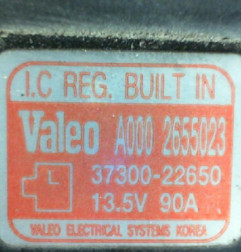 I.C REG. BUILT IN
Valeo A000 2655023
37300-22650
L
13.5V 90A
VALEO ELECTRICAL SYSTEMS KOREA